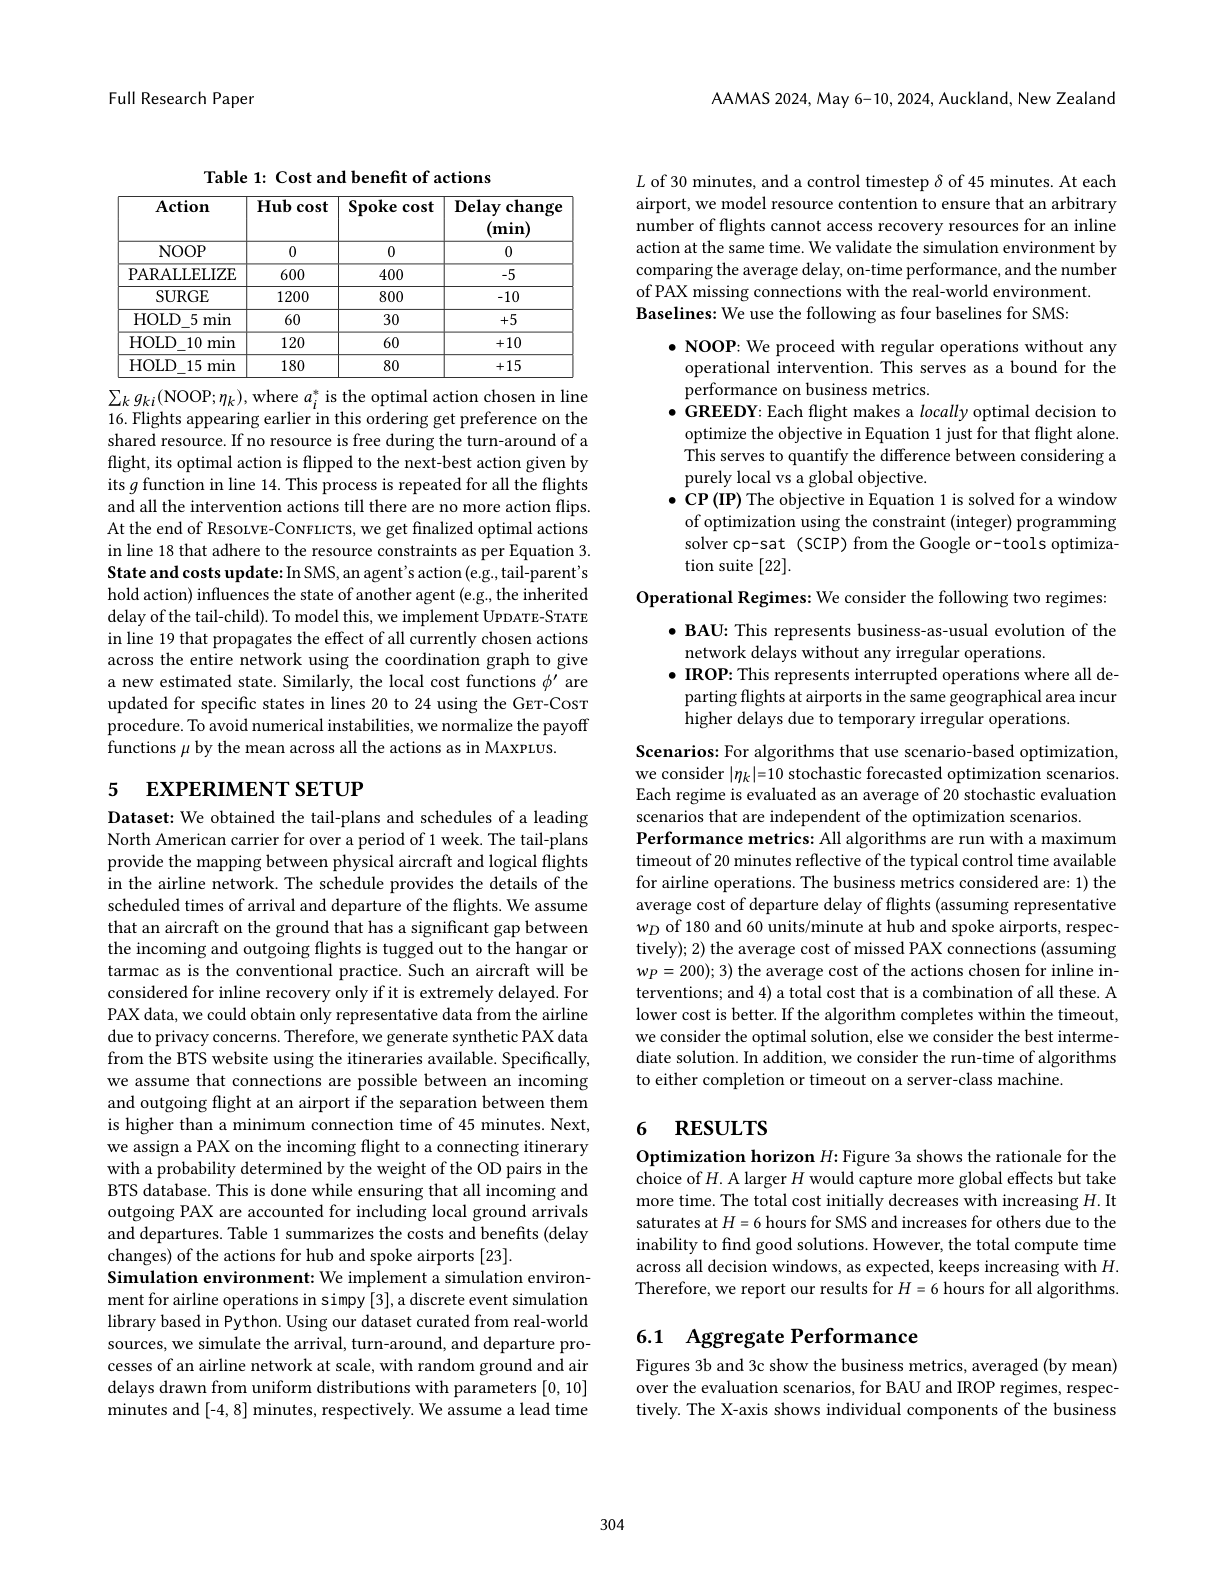 Full Research Paper
AAMAS 2024, May 6–10, 2024, Auckland, New Zealand
Table 1: Cost and benefit of actions
Action Hub cost Spoke cost Delay change
(min)
NOOP 0 0 0
PARALLELIZE 600 400 -5
SURGE 1200 800 -10
HOLD_5 min 60 30 +5
HOLD_10 min 120 60 +10
HOLD_15 min 180 80 +15
∑k gki(NOOP; ηk), where a*i is the optimal action chosen in line
16. Flights appearing earlier in this ordering get preference on the
shared resource. If no resource is free during the turn-around of a
flight, its optimal action is flipped to the next-best action given by
its g function in line 14. This process is repeated for all the flights
and all the intervention actions till there are no more action flips.
At the end of Resolve-Conflicts, we get finalized optimal actions
in line 18 that adhere to the resource constraints as per Equation 3.
State and costs update: In SMS, an agent's action (e.g., tail-parent's
hold action) influences the state of another agent (e.g., the inherited
delay of the tail-child). To model this, we implement Update-State
in line 19 that propagates the effect of all currently chosen actions
across the entire network using the coordination graph to give
a new estimated state. Similarly, the local cost functions ϕ′ are
updated for specific states in lines 20 to 24 using the Get-Cost
procedure. To avoid numerical instabilities, we normalize the payoff
functions μ by the mean across all the actions as in Maxplus.
5 EXPERIMENT SETUP
Dataset: We obtained the tail-plans and schedules of a leading
North American carrier for over a period of 1 week. The tail-plans
provide the mapping between physical aircraft and logical flights
in the airline network. The schedule provides the details of the
scheduled times of arrival and departure of the flights. We assume
that an aircraft on the ground that has a significant gap between
the incoming and outgoing flights is tugged out to the hangar or
tarmac as is the conventional practice. Such an aircraft will be
considered for inline recovery only if it is extremely delayed. For
PAX data, we could obtain only representative data from the airline
due to privacy concerns. Therefore, we generate synthetic PAX data
from the BTS website using the itineraries available. Specifically,
we assume that connections are possible between an incoming
and outgoing flight at an airport if the separation between them
is higher than a minimum connection time of 45 minutes. Next,
we assign a PAX on the incoming flight to a connecting itinerary
with a probability determined by the weight of the OD pairs in the
BTS database. This is done while ensuring that all incoming and
outgoing PAX are accounted for including local ground arrivals
and departures. Table 1 summarizes the costs and benefits (delay
changes) of the actions for hub and spoke airports [23].
Simulation environment: We implement a simulation environ-
ment for airline operations in simpy [3], a discrete event simulation
library based in Python. Using our dataset curated from real-world
sources, we simulate the arrival, turn-around, and departure pro-
cesses of an airline network at scale, with random ground and air
delays drawn from uniform distributions with parameters [0, 10]
minutes and [-4, 8] minutes, respectively. We assume a lead time
L of 30 minutes, and a control timestep δ of 45 minutes. At each
airport, we model resource contention to ensure that an arbitrary
number of flights cannot access recovery resources for an inline
action at the same time. We validate the simulation environment by
comparing the average delay, on-time performance, and the number
of PAX missing connections with the real-world environment.
Baselines: We use the following as four baselines for SMS:
• NOOP: We proceed with regular operations without any
operational intervention. This serves as a bound for the
performance on business metrics.
• GREEDY: Each flight makes a locally optimal decision to
optimize the objective in Equation 1 just for that flight alone.
This serves to quantify the difference between considering a
purely local vs a global objective.
• CP (IP) The objective in Equation 1 is solved for a window
of optimization using the constraint (integer) programming
solver cp-sat (SCIP) from the Google or-tools optimiza-
tion suite [22].
Operational Regimes: We consider the following two regimes:
• BAU: This represents business-as-usual evolution of the
network delays without any irregular operations.
• IROP: This represents interrupted operations where all de-
parting flights at airports in the same geographical area incur
higher delays due to temporary irregular operations.
Scenarios: For algorithms that use scenario-based optimization,
we consider |ηk|=10 stochastic forecasted optimization scenarios.
Each regime is evaluated as an average of 20 stochastic evaluation
scenarios that are independent of the optimization scenarios.
Performance metrics: All algorithms are run with a maximum
timeout of 20 minutes reflective of the typical control time available
for airline operations. The business metrics considered are: 1) the
average cost of departure delay of flights (assuming representative
wD of 180 and 60 units/minute at hub and spoke airports, respec-
tively); 2) the average cost of missed PAX connections (assuming
wP = 200); 3) the average cost of the actions chosen for inline in-
terventions; and 4) a total cost that is a combination of all these. A
lower cost is better. If the algorithm completes within the timeout,
we consider the optimal solution, else we consider the best interme-
diate solution. In addition, we consider the run-time of algorithms
to either completion or timeout on a server-class machine.
6 RESULTS
Optimization horizon H: Figure 3a shows the rationale for the
choice of H. A larger H would capture more global effects but take
more time. The total cost initially decreases with increasing H. It
saturates at H = 6 hours for SMS and increases for others due to the
inability to find good solutions. However, the total compute time
across all decision windows, as expected, keeps increasing with H.
Therefore, we report our results for H = 6 hours for all algorithms.
6.1 Aggregate Performance
Figures 3b and 3c show the business metrics, averaged (by mean)
over the evaluation scenarios, for BAU and IROP regimes, respec-
tively. The X-axis shows individual components of the business
304